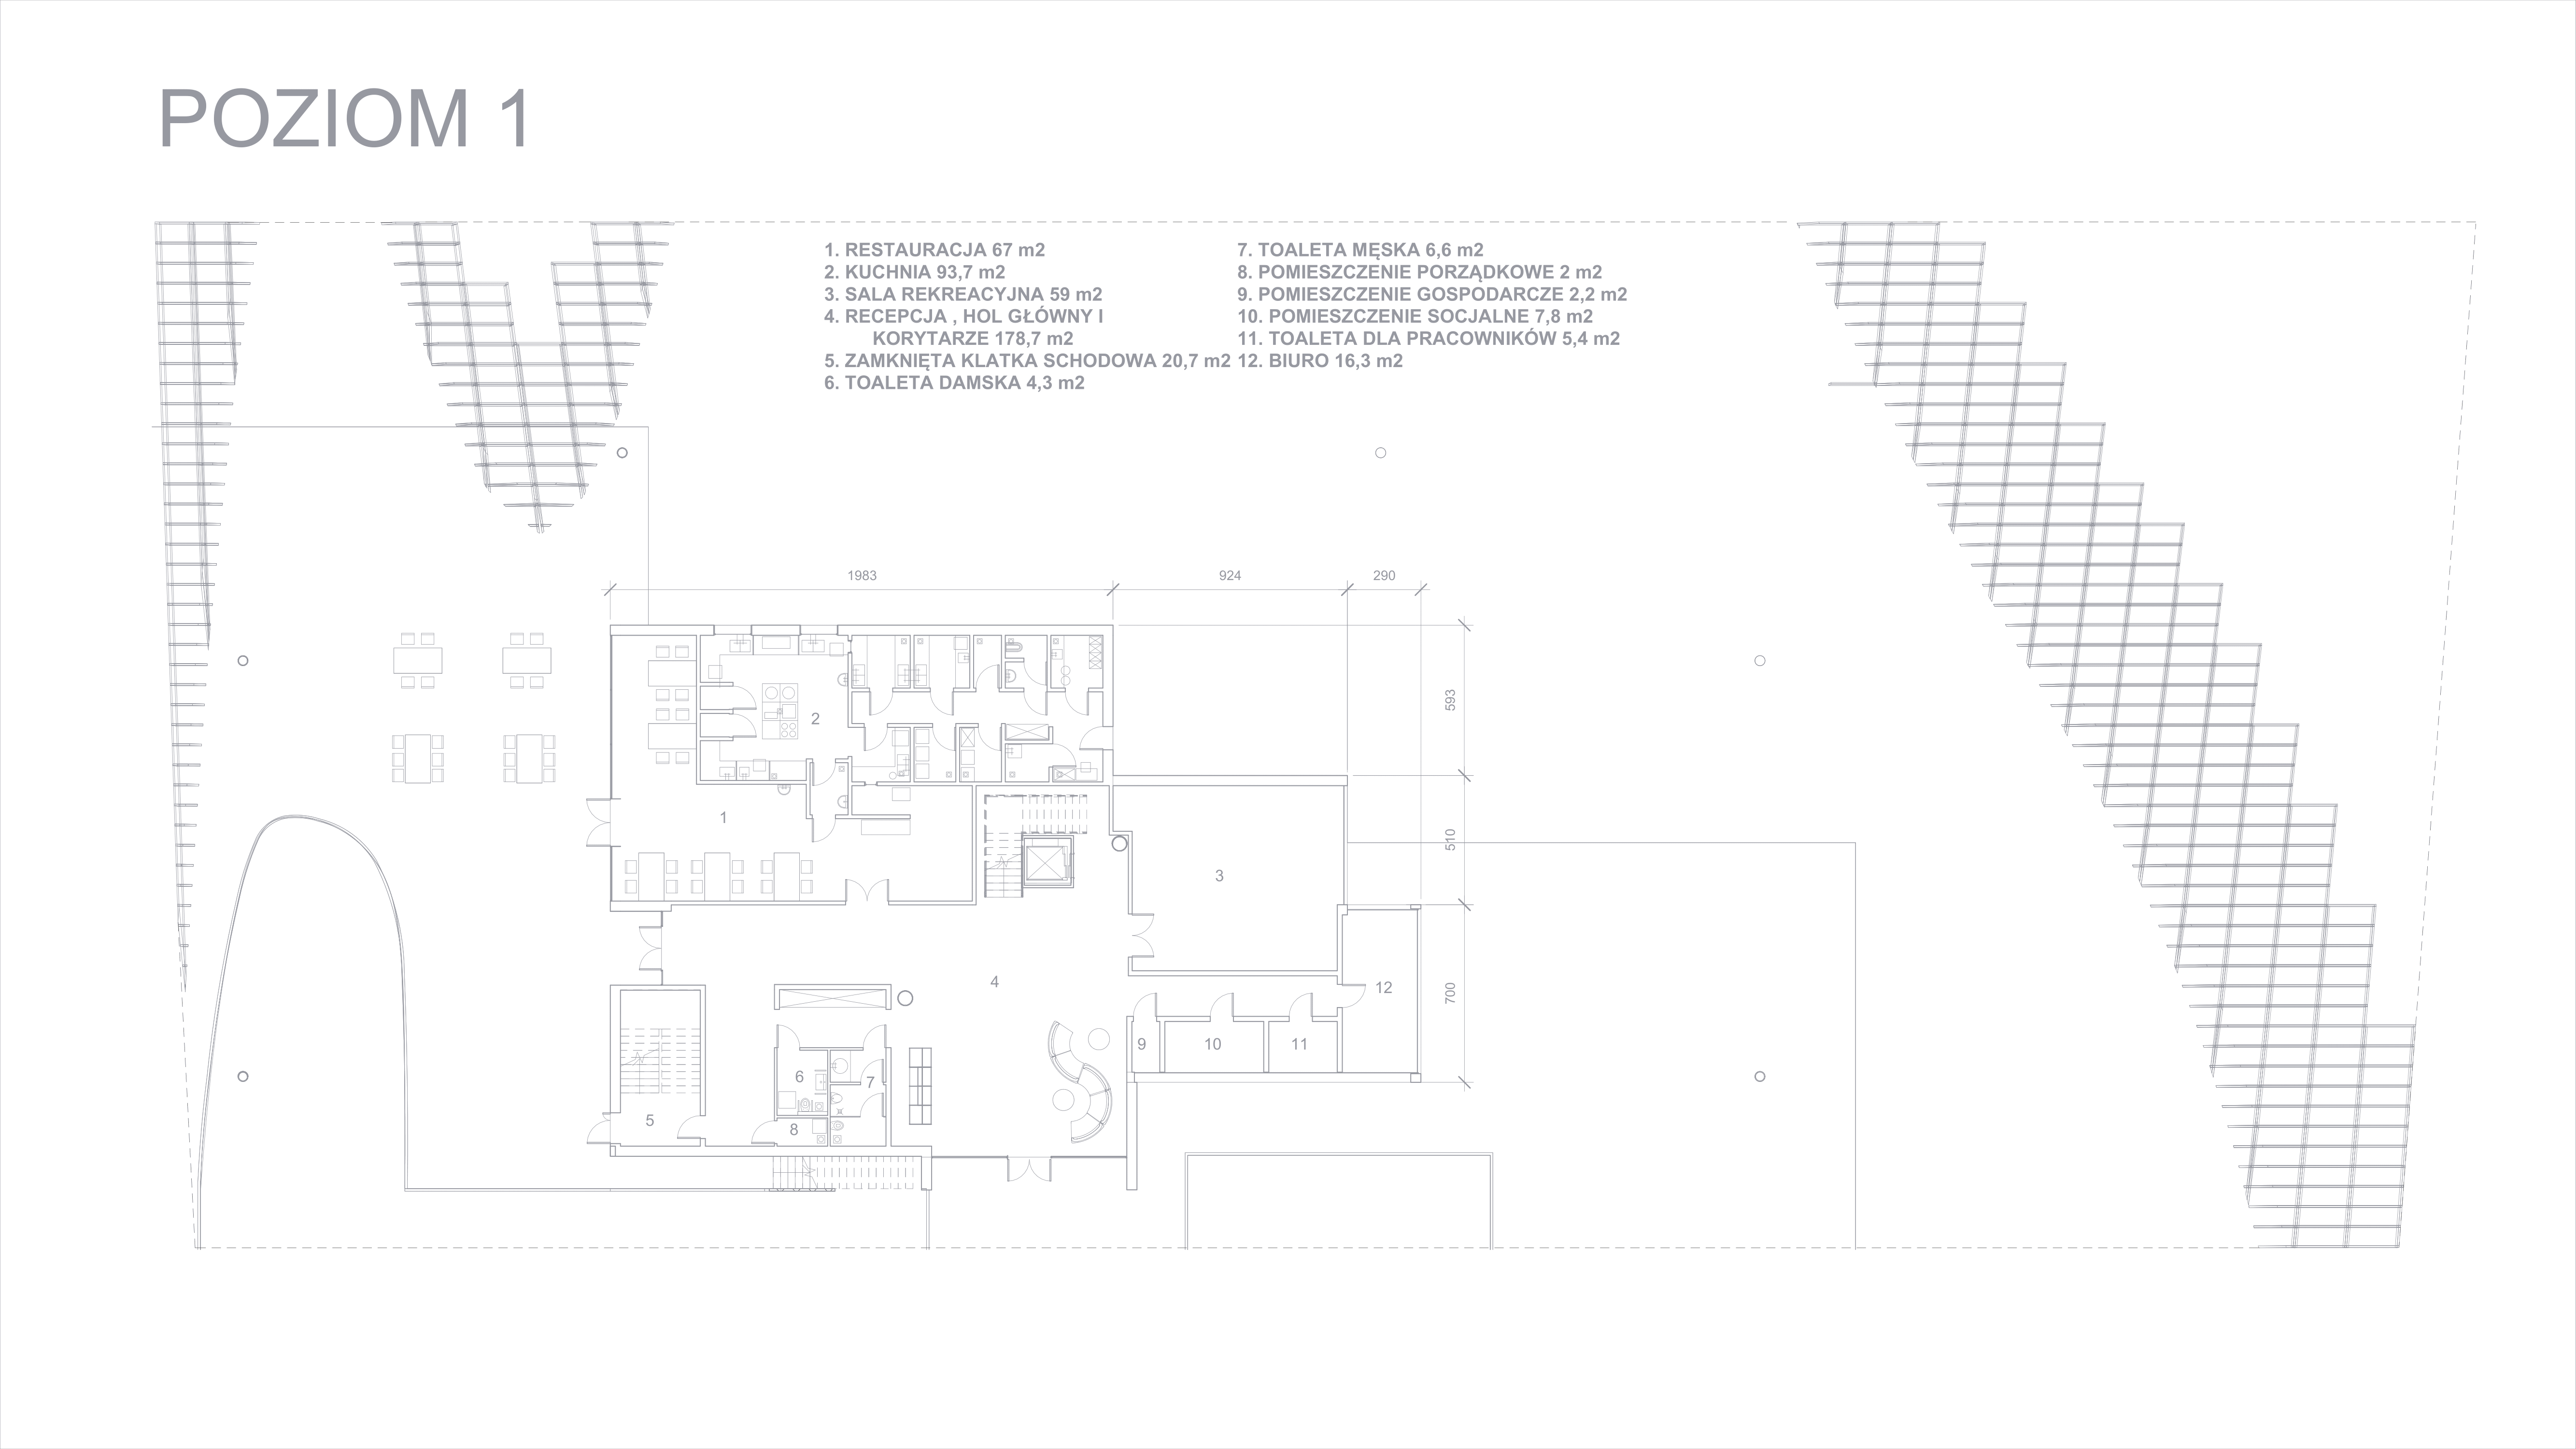 POZIOM 1
1. RESTAURACJA 67 m2
2. KUCHNIA 93,7 m2
3. SALA REKREACYJNA 59 m2
4. RECEPCJA , HOL GŁÓWNY I
KORYTARZE 178,7 m2
5. ZAMKNIĘTA KLATKA SCHODOWA 20,7 m2
6. TOALETA DAMSKA 4,3 m2
7. TOALETA MĘSKA 6,6 m2
8. POMIESZCZENIE PORZĄDKOWE 2 m2
9. POMIESZCZENIE GOSPODARCZE 2,2 m2
10. POMIESZCZENIE SOCJALNE 7,8 m2
11. TOALETA DLA PRACOWNIKÓW 5,4 m2
12. BIURO 16,3 m2
1983
924
290
593
510
700
2
1
3
4
12
9
10
11
6
7
5
8